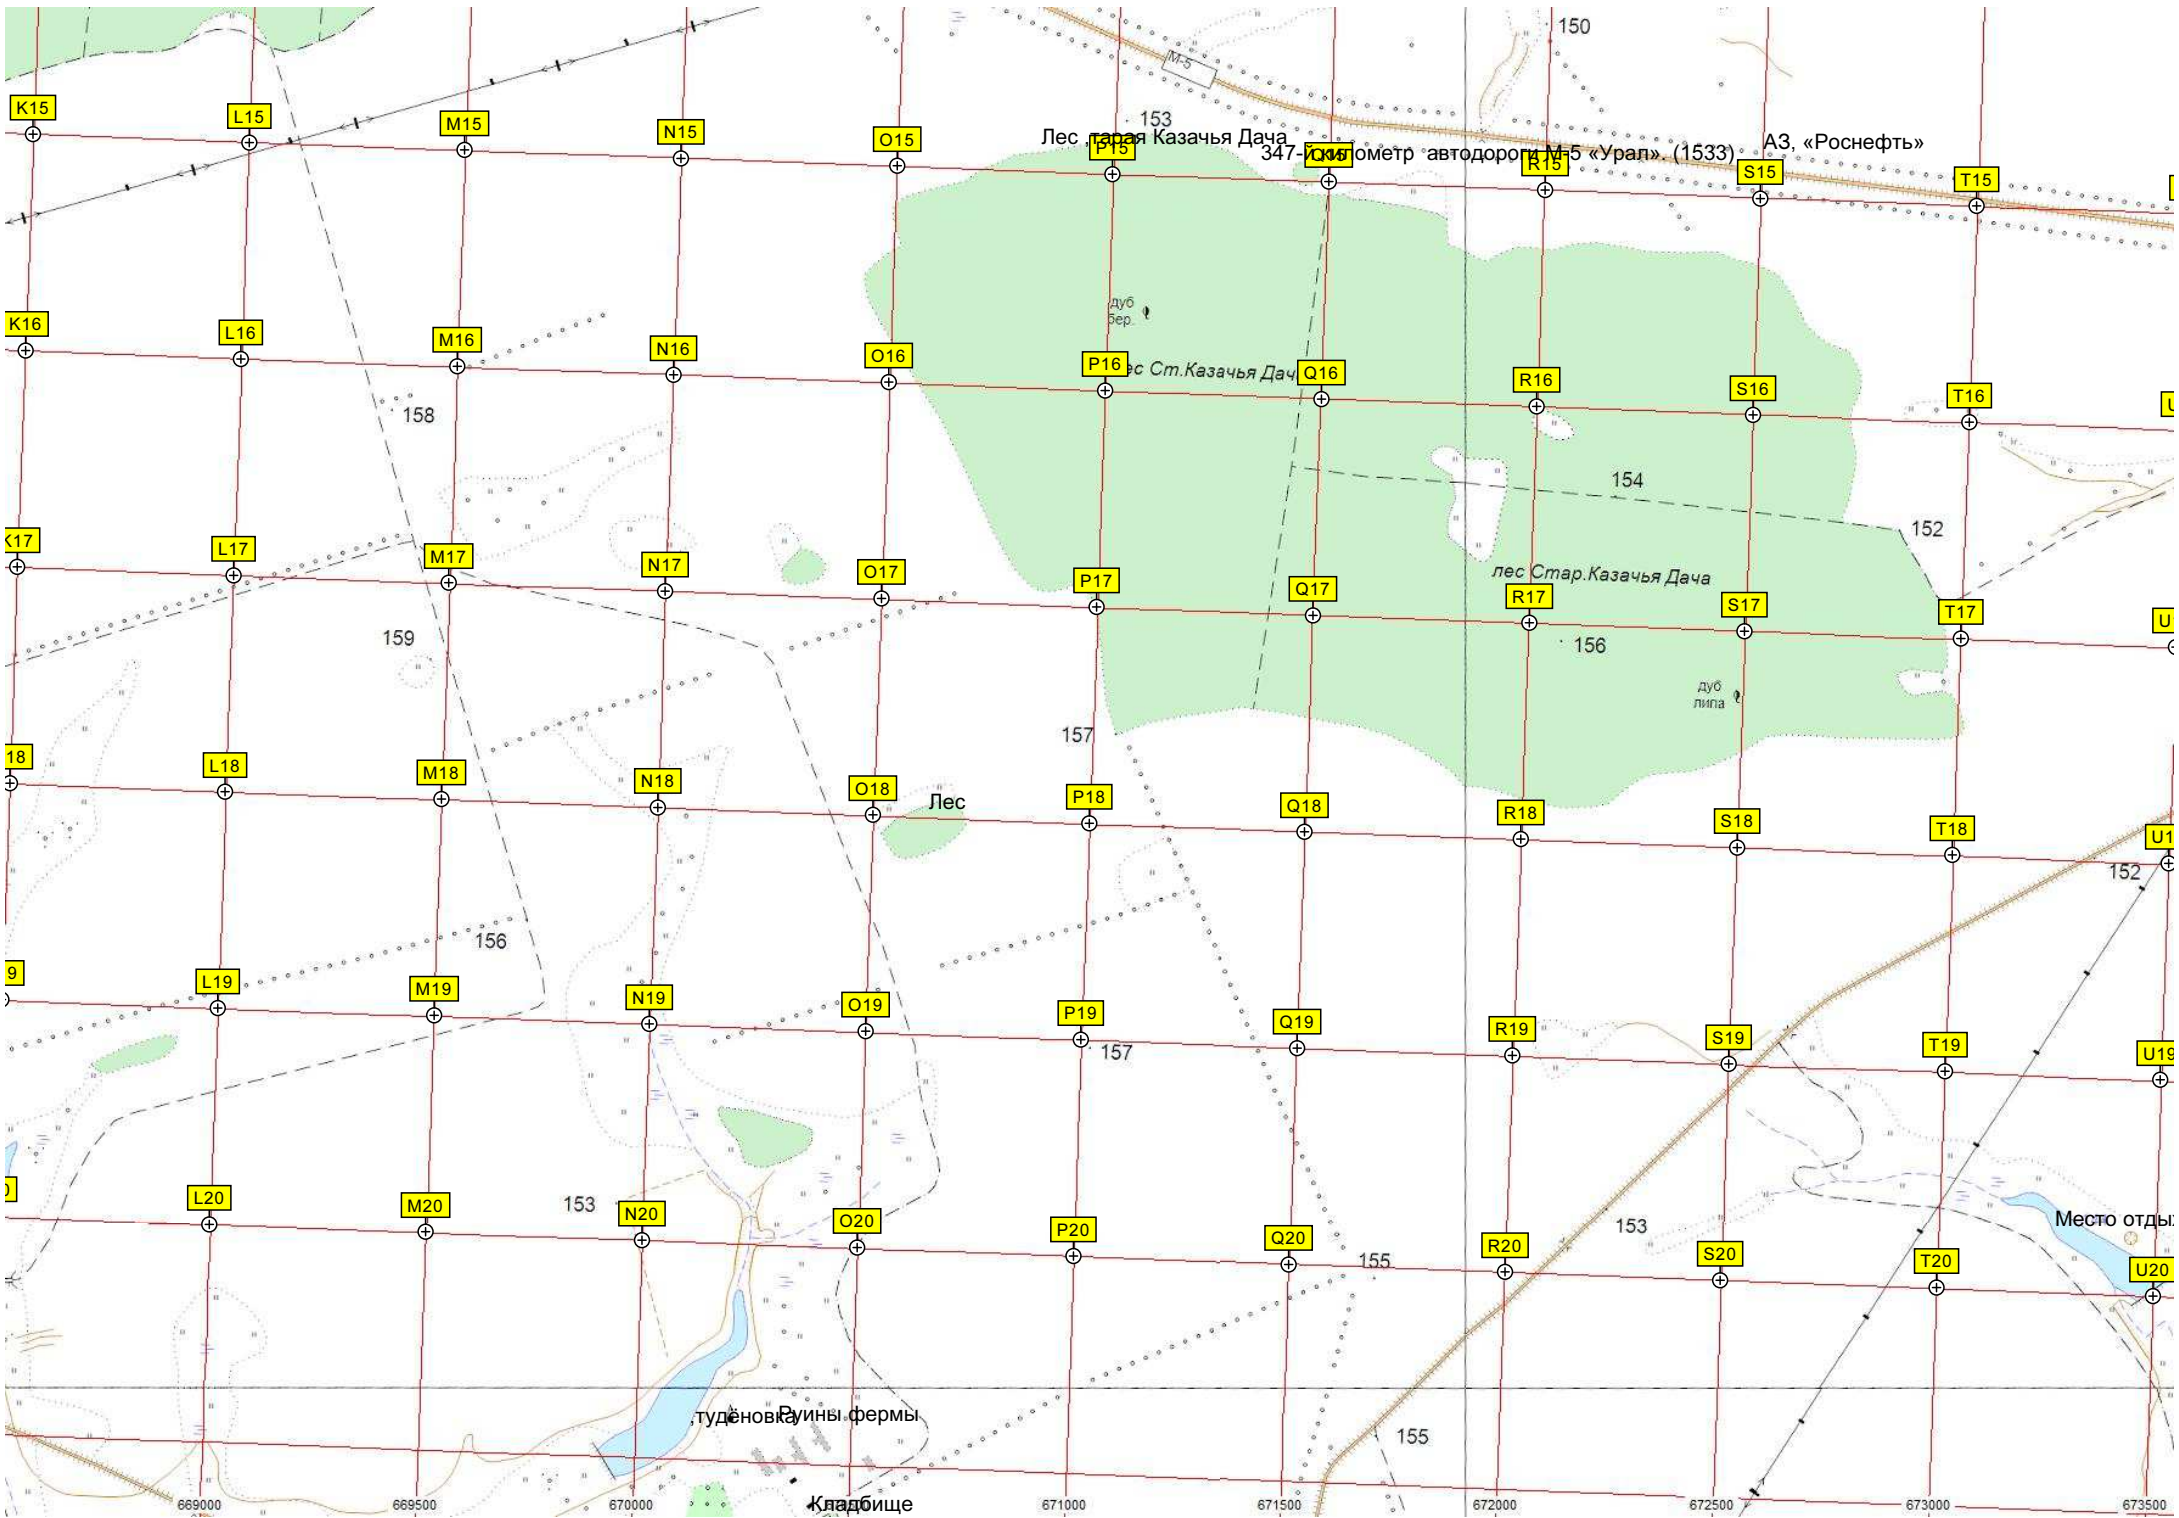 150
М-5
K15
L15
M15
N15
O15
153
Лес
тарая Казачья Дача
P15
347-й километр автодороги М-5 «Урал». (1533)
Q15
R15
АЗ, «Роснефть»
S15
T15
дуб
бер.
K16
L16
M16
N16
O16
P16
ес Ст.Казачья Дач
Q16
R16
S16
T16
158
154
152
K17
L17
M17
N17
O17
P17
Q17
лес Стар.Казачья Дача
R17
S17
T17
159
156
дуб
липа
157
18
L18
M18
N18
O18
Лес
P18
Q18
R18
S18
T18
U1
152
156
9
L19
M19
N19
O19
P19
157
Q19
R19
S19
T19
U19
153
L20
M20
N20
O20
P20
Q20
155
R20
153
S20
T20
Место отды
U20
тудёновка
Руины фермы
155
669000
669500
670000
Кладбище
671000
671500
672000
672500
673000
673500